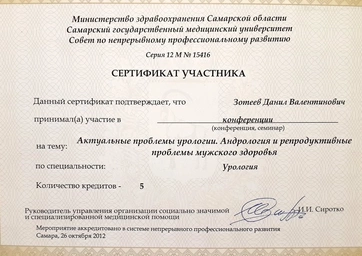 Министерство здравоохранения Самарской области
Самарский государственный медицинский университет
Совет по непрерывному профессиональному развитию
Серия 12 М № 15416
СЕРТИФИКАТ УЧАСТНИКА
Данный сертификат подтверждает, что Зотеев Данил Валентинович
принимал(а) участие в конференции
(конференция, семинар)
на тему: Актуальные проблемы урологии. Андрология и репродуктивные
проблемы мужского здоровья
по специальности: Урология
Количество кредитов - 5
Руководитель управления организации социально значимой
и специализированной медицинской помощи И.И. Сиротко
Мероприятие аккредитовано в системе непрерывного профессионального развития
Самара, 26 октября 2012